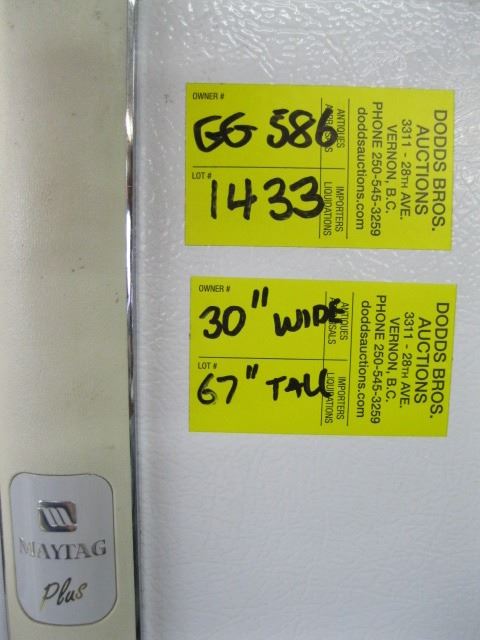 OWNER #
GG 586
LOT #
1433
DODDS BROS.
AUCTIONS
3311 - 28TH AVE.
VERNON, B.C.
PHONE 250-545-3259
doddsauctions.com
ANTIQUES
IMPORTERS
LIQUIDATIONS
OWNER #
30" WIDE
LOT #
67" TALL
DODDS BROS.
AUCTIONS
3311 - 28TH AVE.
VERNON, B.C.
PHONE 250-545-3259
doddsauctions.com
ANTIQUES
IMPORTERS
LIQUIDATIONS
MAYTAG
Plus